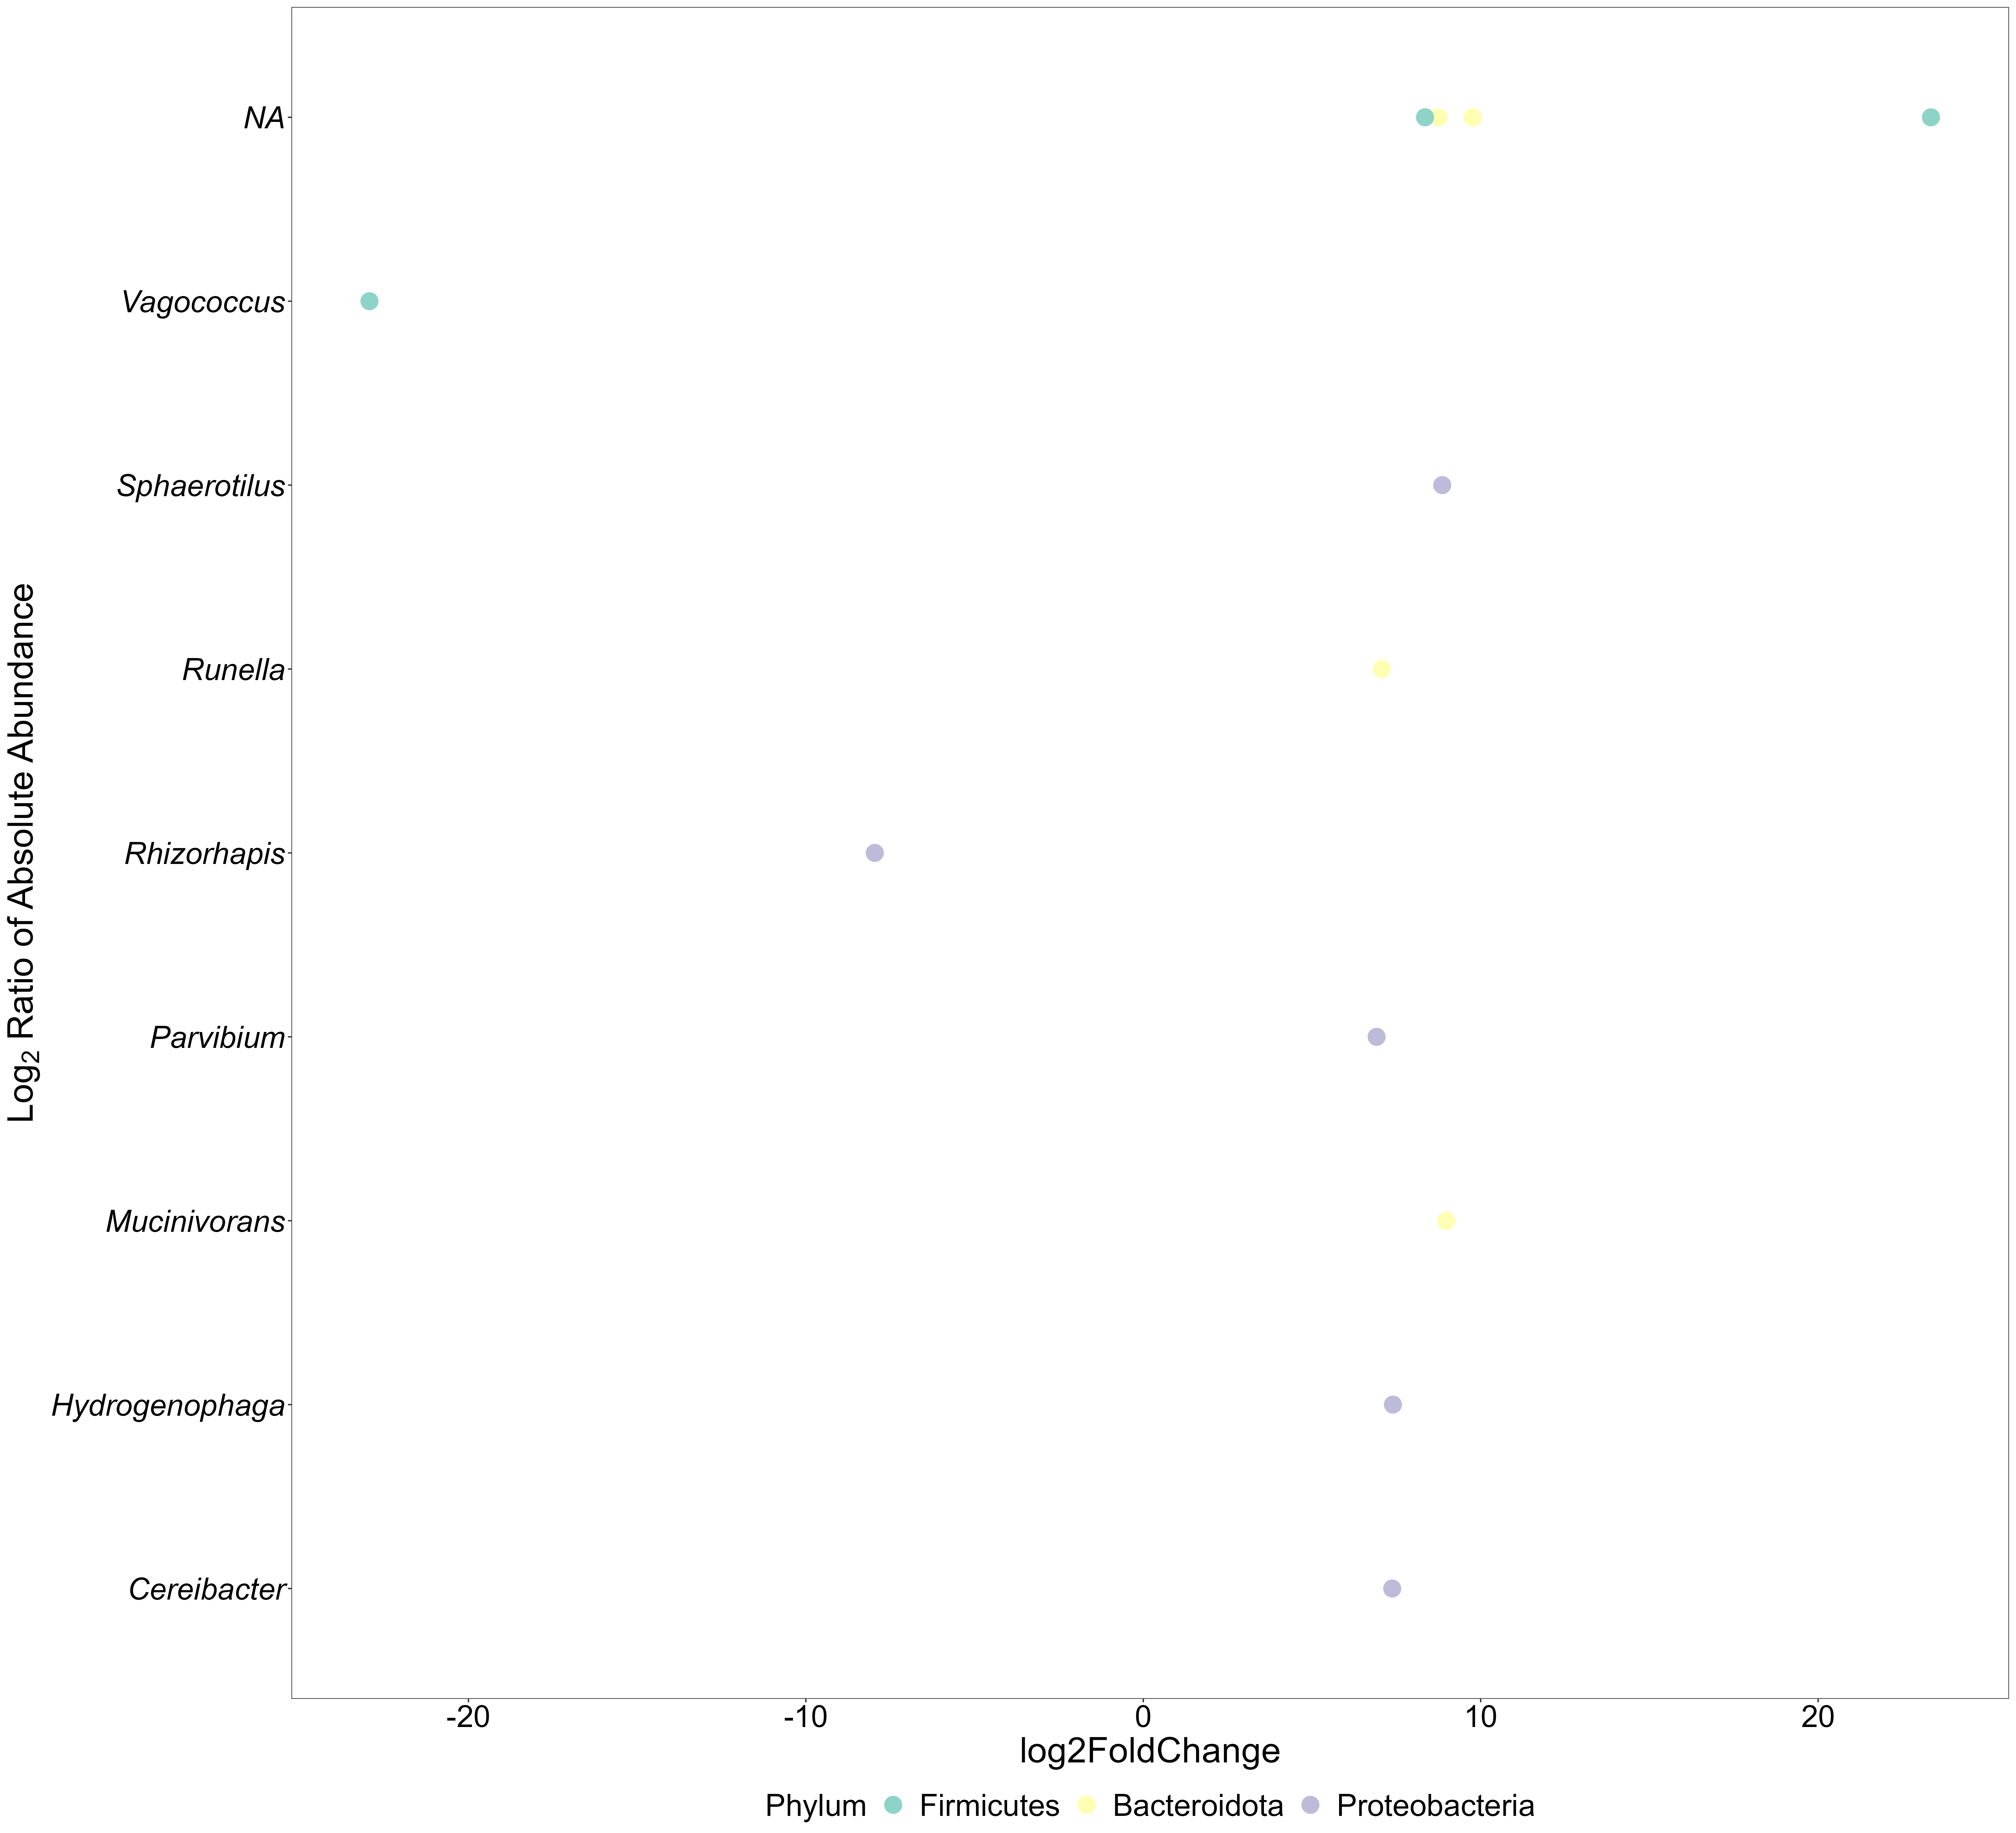 Log2 Ratio of Absolute Abundance
NA
Vagococcus
Sphaerotilus
Runella
Rhizorhapis
Parvibium
Mucinivorans
Hydrogenophaga
Cereibacter
-20 -10 0 10 20
log2FoldChange
Phylum Firmicutes Bacteroidota Proteobacteria